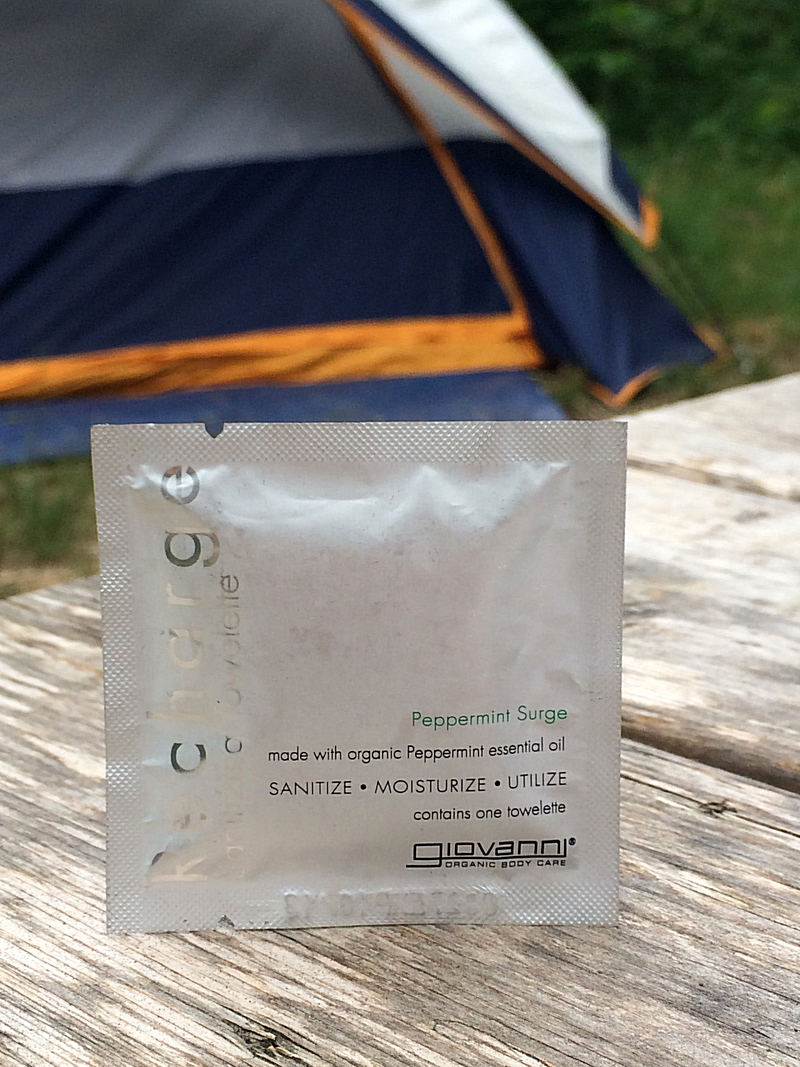 Recharge
towelette
Peppermint Surge
made with organic Peppermint essential oil
SANITIZE • MOISTURIZE • UTILIZE
contains one towelette
giovanni®
ORGANIC BODY CARE